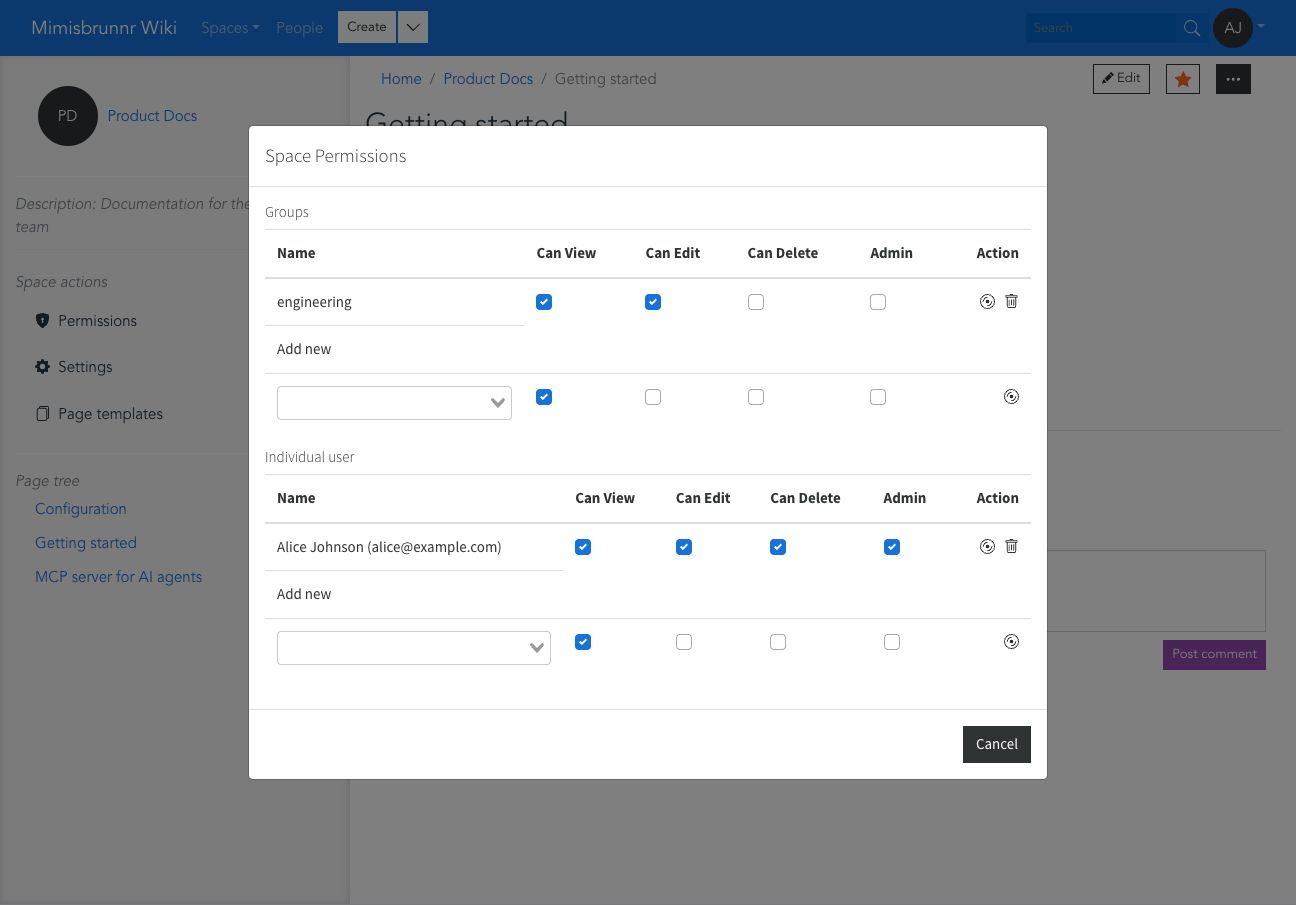 Mimisbrunnr Wiki Spaces People Create Search AJ
Home / Product Docs / Getting started Edit ...
PD Product Docs
Getting started
Space Permissions
Description: Documentation for the
team
Groups
Name Can View Can Edit Can Delete Admin Action
Space actions
engineering
Permissions
Add new
Settings
Page templates
Individual user
Page tree
Name Can View Can Edit Can Delete Admin Action
Configuration
Getting started
Alice Johnson (alice@example.com)
MCP server for AI agents
Add new
Post comment
Cancel